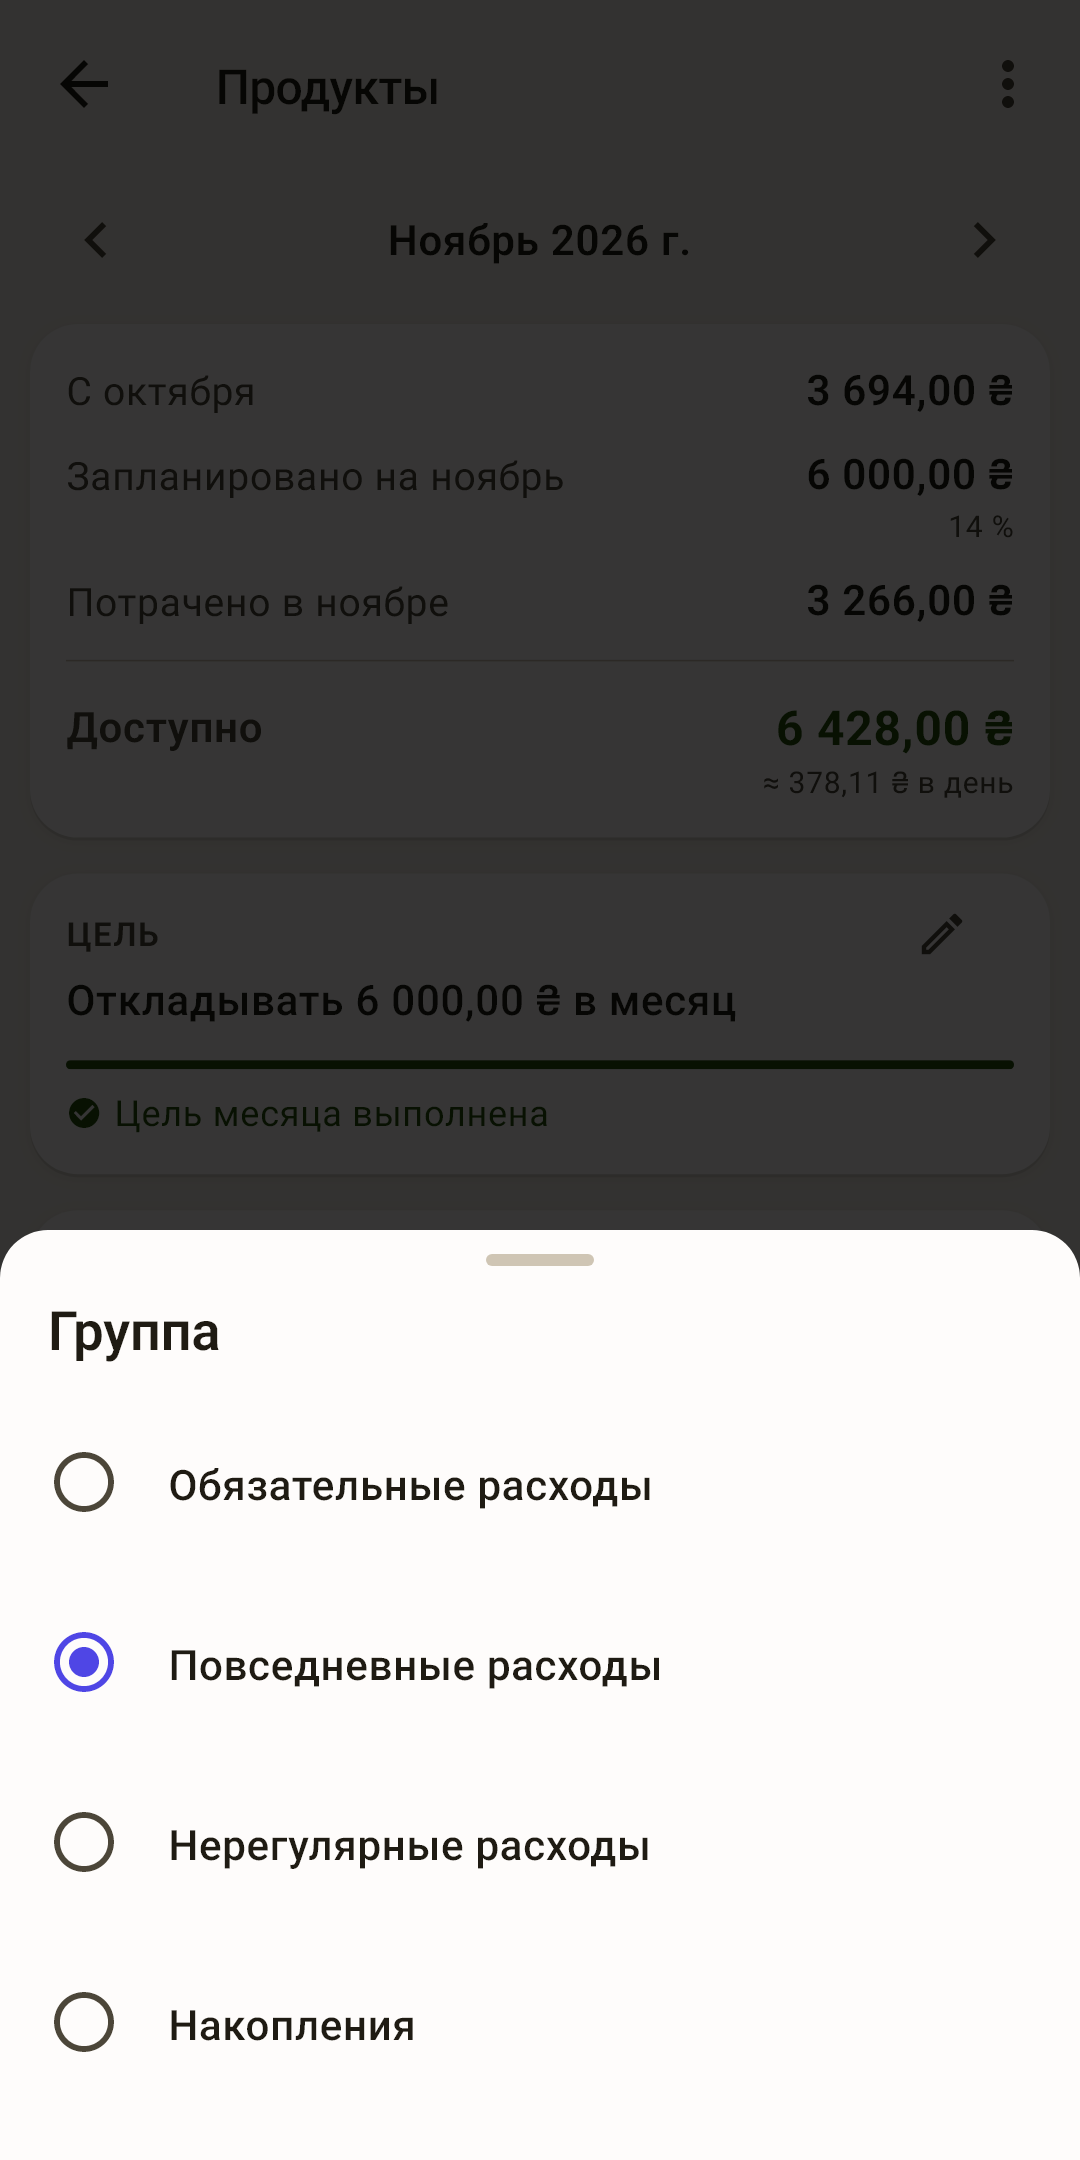 Продукты
Ноябрь 2026 г.
С октября 3 694,00 ₴
Запланировано на ноябрь 6 000,00 ₴
14 %
Потрачено в ноябре 3 266,00 ₴
Доступно 6 428,00 ₴
≈ 378,11 ₴ в день
ЦЕЛЬ
Откладывать 6 000,00 ₴ в месяц
Цель месяца выполнена
Группа
Обязательные расходы
Повседневные расходы
Нерегулярные расходы
Накопления